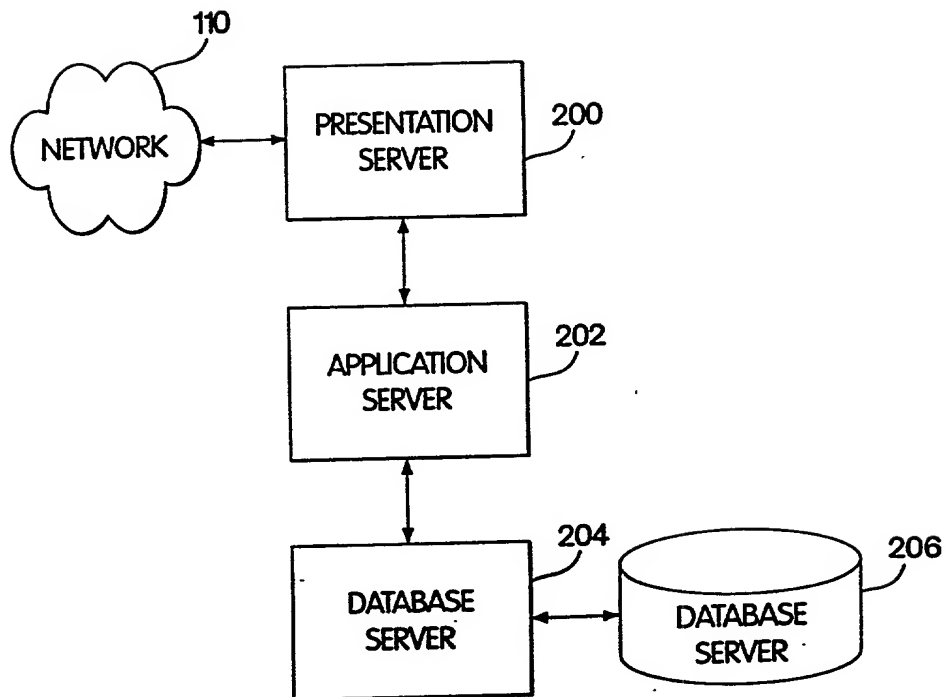 110
NETWORK
PRESENTATION
SERVER
200
APPLICATION
SERVER
202
DATABASE
SERVER
204
DATABASE
SERVER
206